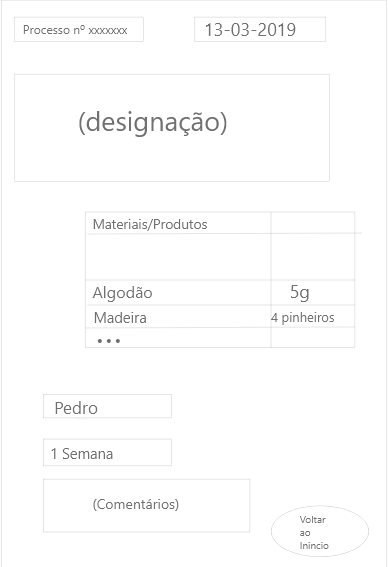 Processo nº xxxxxxx
13-03-2019
(designação)
Materiais/Produtos
Algodão 5g
Madeira 4 pinheiros
...
Pedro
1 Semana
(Comentários)
Voltar
ao
Inincio